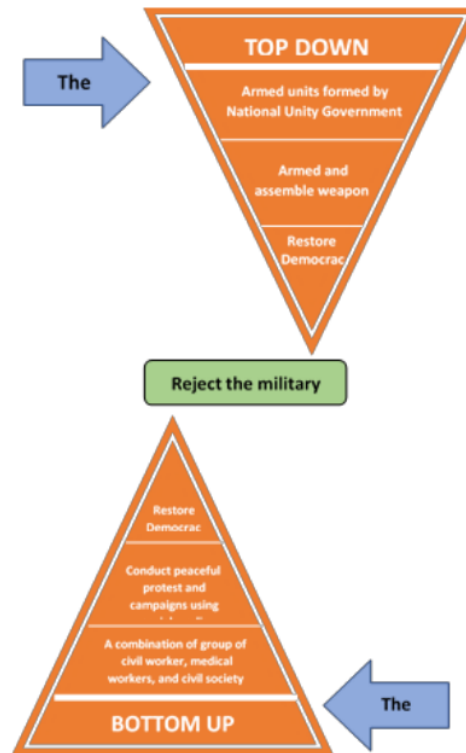 TOP DOWN
The
Armed units formed by
National Unity Government
Armed and
assemble weapon
Restore
Democrac
Reject the military
Restore
Democrac
Conduct peaceful
protest and
campaigns using
A combination of group of
civil worker, medical
workers, and civil society
The
BOTTOM UP